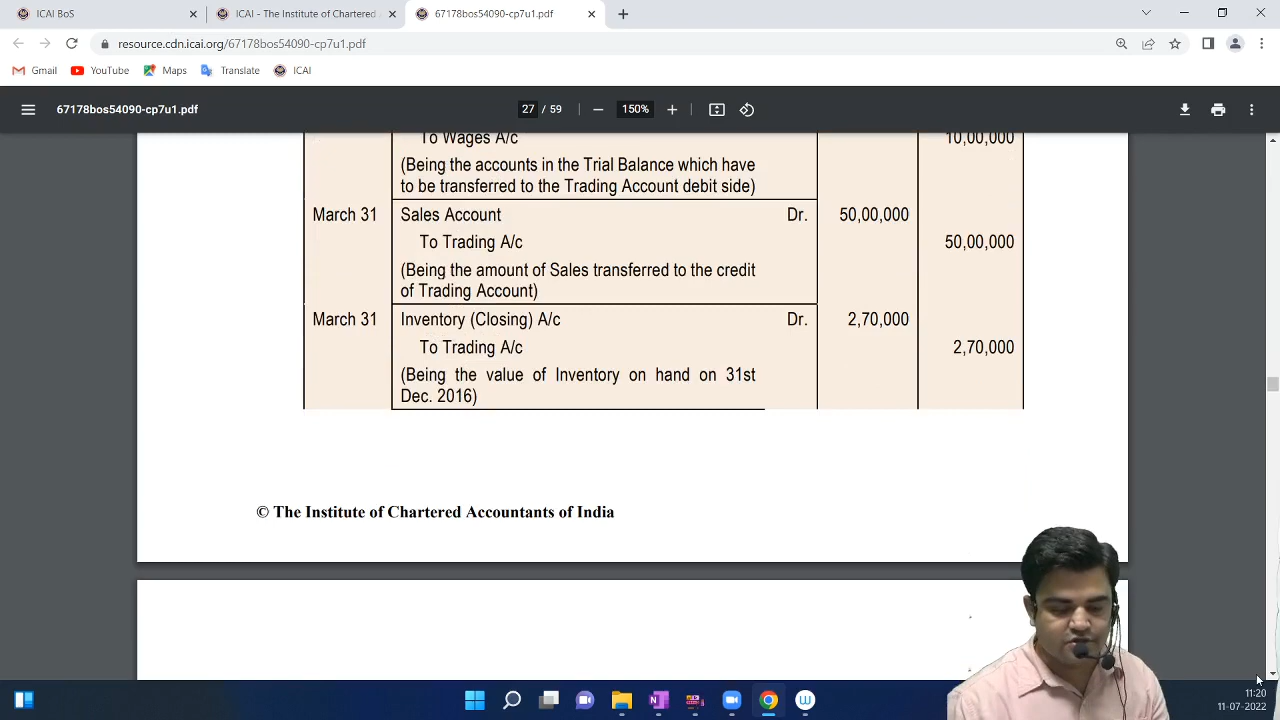 ICAI BoS
ICAI - The Institute of Chartered
67178bos54090-cp7u1.pdf
resource.cdn.icai.org/67178bos54090-cp7u1.pdf
Gmail YouTube Maps Translate ICAI
67178bos54090-cp7u1.pdf 27 / 59 150%
To Wages A/c 10,00,000
(Being the accounts in the Trial Balance which have
to be transferred to the Trading Account debit side)
March 31 Sales Account Dr. 50,00,000
To Trading A/c 50,00,000
(Being the amount of Sales transferred to the credit
of Trading Account)
March 31 Inventory (Closing) A/c Dr. 2,70,000
To Trading A/c 2,70,000
(Being the value of Inventory on hand on 31st
Dec. 2016)
© The Institute of Chartered Accountants of India
11:20
11-07-2022